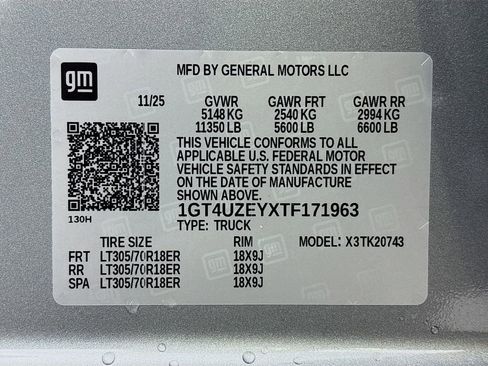 gm
MFD BY GENERAL MOTORS LLC
11/25 GVWR GAWR FRT GAWR RR
5148 KG 2540 KG 2994 KG
11350 LB 5600 LB 6600 LB
THIS VEHICLE CONFORMS TO ALL
APPLICABLE U.S. FEDERAL MOTOR
VEHICLE SAFETY STANDARDS IN EFFECT
ON THE DATE OF MANUFACTURE
SHOWN ABOVE.
130H
1GT4UZEYXTF171963
TYPE: TRUCK
TIRE SIZE RIM MODEL: X3TK20743
FRT LT305/70R18ER 18X9J
RR LT305/70R18ER 18X9J
SPA LT305/70R18ER 18X9J